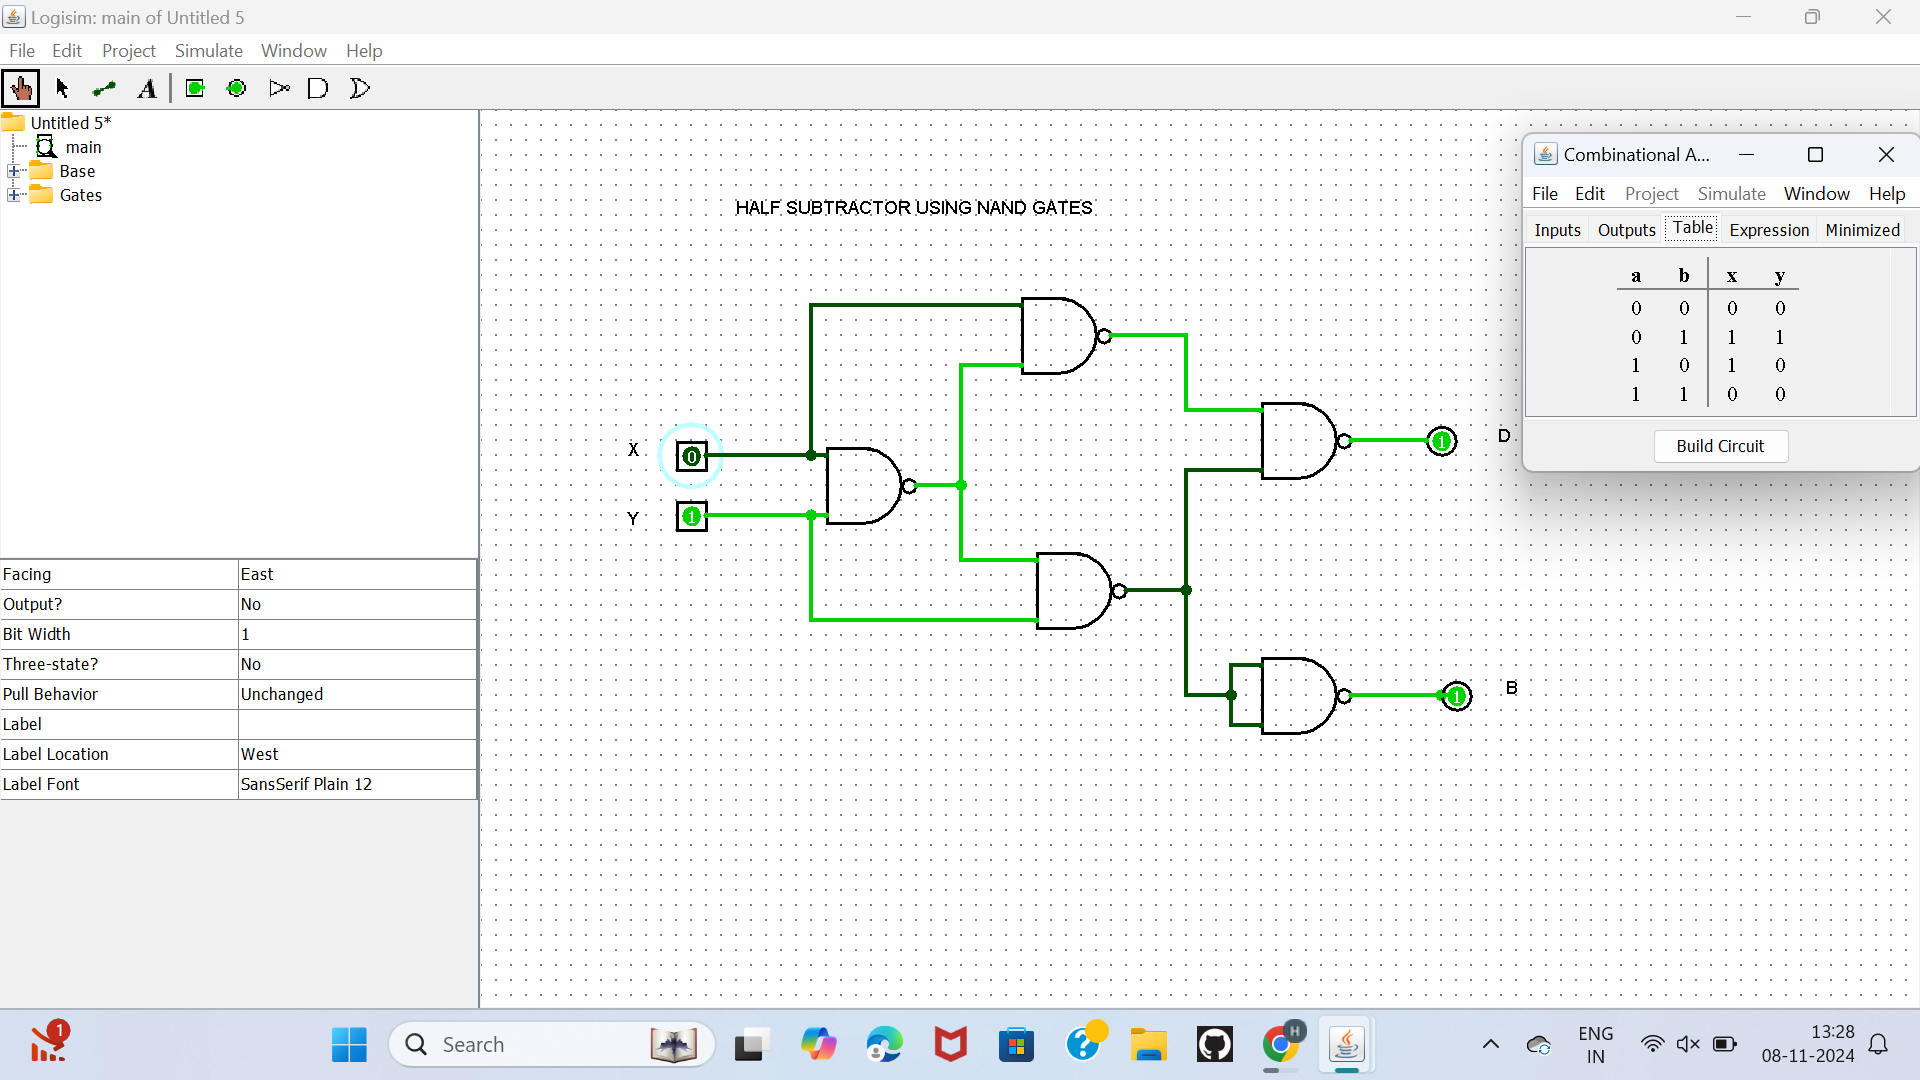 Logisim: main of Untitled 5
File Edit Project Simulate Window Help
A
Untitled 5*
main
Base
Gates
Facing East
Output? No
Bit Width 1
Three-state? No
Pull Behavior Unchanged
Label
Label Location West
Label Font SansSerif Plain 12
HALF SUBTRACTOR USING NAND GATES
X 0
Y 1
1 D
1 B
Combinational A...
File Edit Project Simulate Window Help
Inputs Outputs Table Expression Minimized
a b x y
0 0 0 0
0 1 1 1
1 0 1 0
1 1 0 0
Build Circuit
1
Search
H
ENG
IN
13:28
08-11-2024